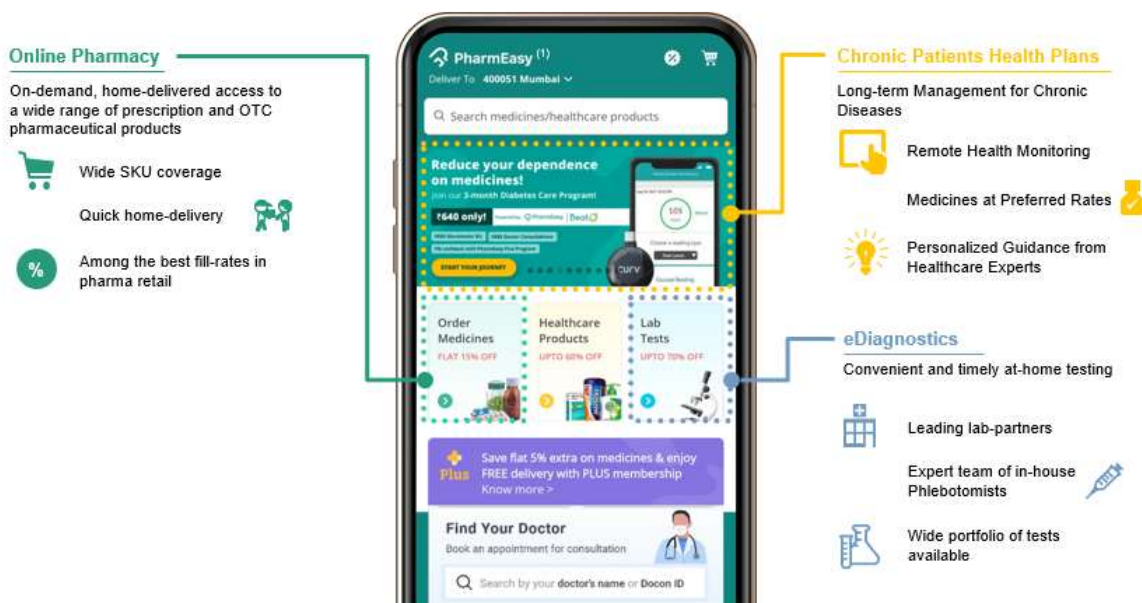 Online Pharmacy
On-demand, home-delivered access to
a wide range of prescription and OTC
pharmaceutical products
Wide SKU coverage
Quick home-delivery
%
Among the best fill-rates in
pharma retail
PharmEasy (1)
Deliver To 400051 Mumbai
Search medicines/healthcare products
Reduce your dependence
on medicines!
Join our 3-month Diabetes Care Program!
₹640 only!
PharmEasy | BeatO
START YOUR JOURNEY
curv
Order
Medicines
FLAT 15% OFF
Healthcare
Products
UPTO 60% OFF
Lab
Tests
UPTO 70% OFF
Plus
Save flat 5% extra on medicines & enjoy
FREE delivery with PLUS membership
Know more >
Find Your Doctor
Book an appointment for consultation
Search by your doctor's name or Docon ID
Chronic Patients Health Plans
Long-term Management for Chronic
Diseases
Remote Health Monitoring
Medicines at Preferred Rates
Personalized Guidance from
Healthcare Experts
eDiagnostics
Convenient and timely at-home testing
Leading lab-partners
Expert team of in-house
Phlebotomists
Wide portfolio of tests
available